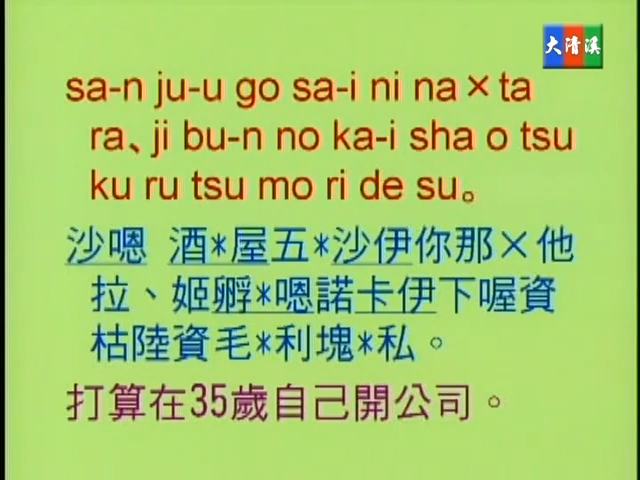 大清溪
sa-n ju-u go sa-i ni na×ta
ra、ji bu-n no ka-i sha o tsu
ku ru tsu mo ri de su。
沙嗯 酒*屋五*沙伊你那×他
拉、姬孵*嗯諾卡伊下喔資
枯陸資毛*利塊*私。
打算在35歲自己開公司。